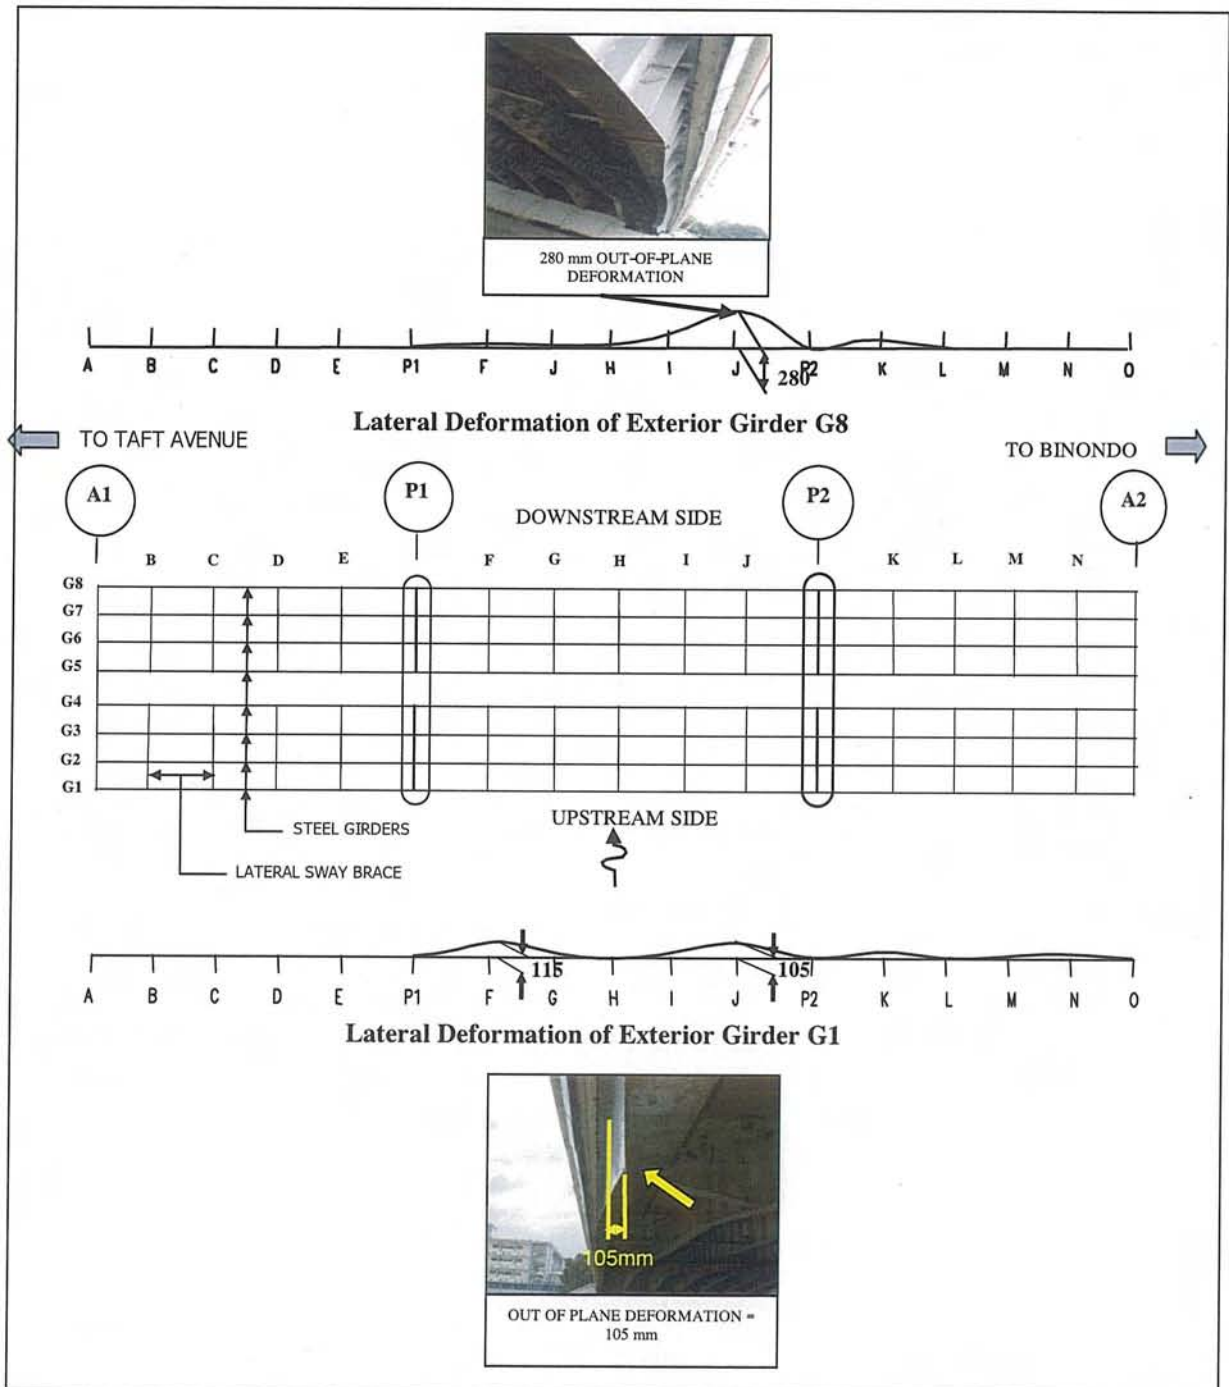 280 mm OUT-OF-PLANE
DEFORMATION
A B C D E P1 F J H I J P2 K L M N O
280
Lateral Deformation of Exterior Girder G8
TO TAFT AVENUE
TO BINONDO
A1 P1 P2 A2
DOWNSTREAM SIDE
B C D E F G H I J K L M N
G8
G7
G6
G5
G4
G3
G2
G1
UPSTREAM SIDE
STEEL GIRDERS
LATERAL SWAY BRACE
115 105
A B C D E P1 F G H I J P2 K L M N O
Lateral Deformation of Exterior Girder G1
105mm
OUT OF PLANE DEFORMATION =
105 mm